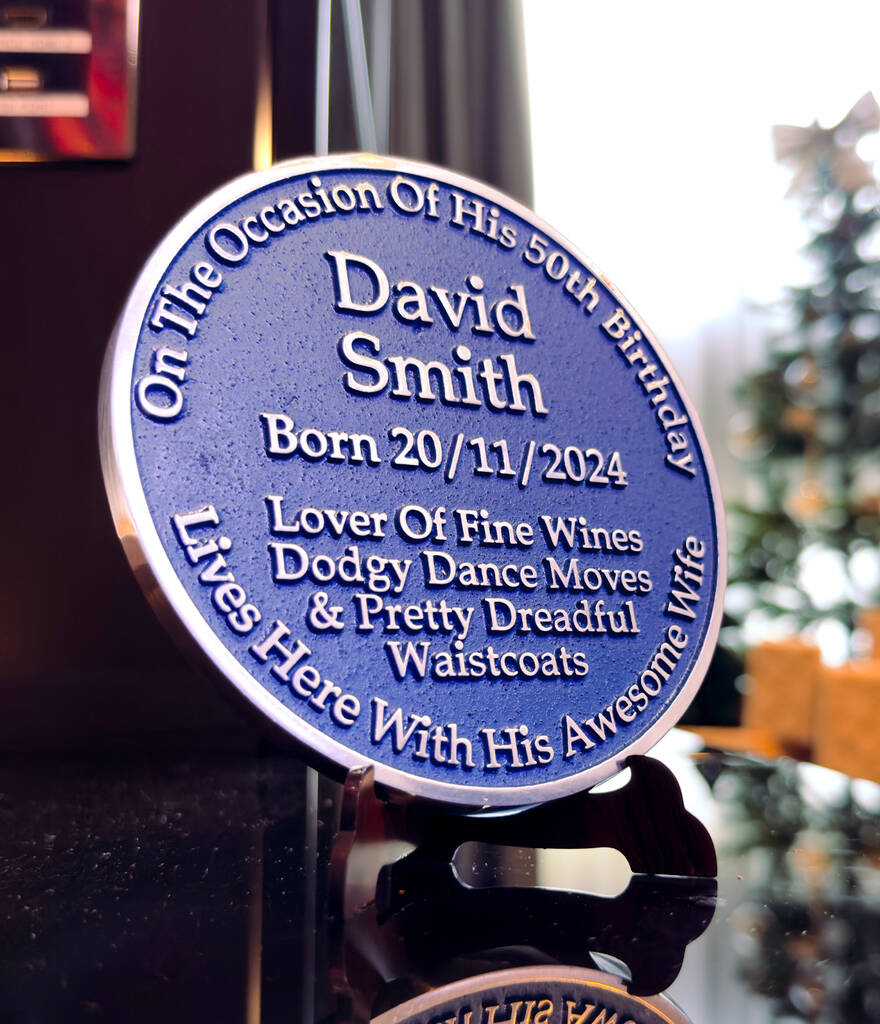 On The Occasion Of His 50th Birthday
David
Smith
Born 20/11/2024
Lover Of Fine Wines
Dodgy Dance Moves
& Pretty Dreadful
Waistcoats
Lives Here With His Awesome Wife